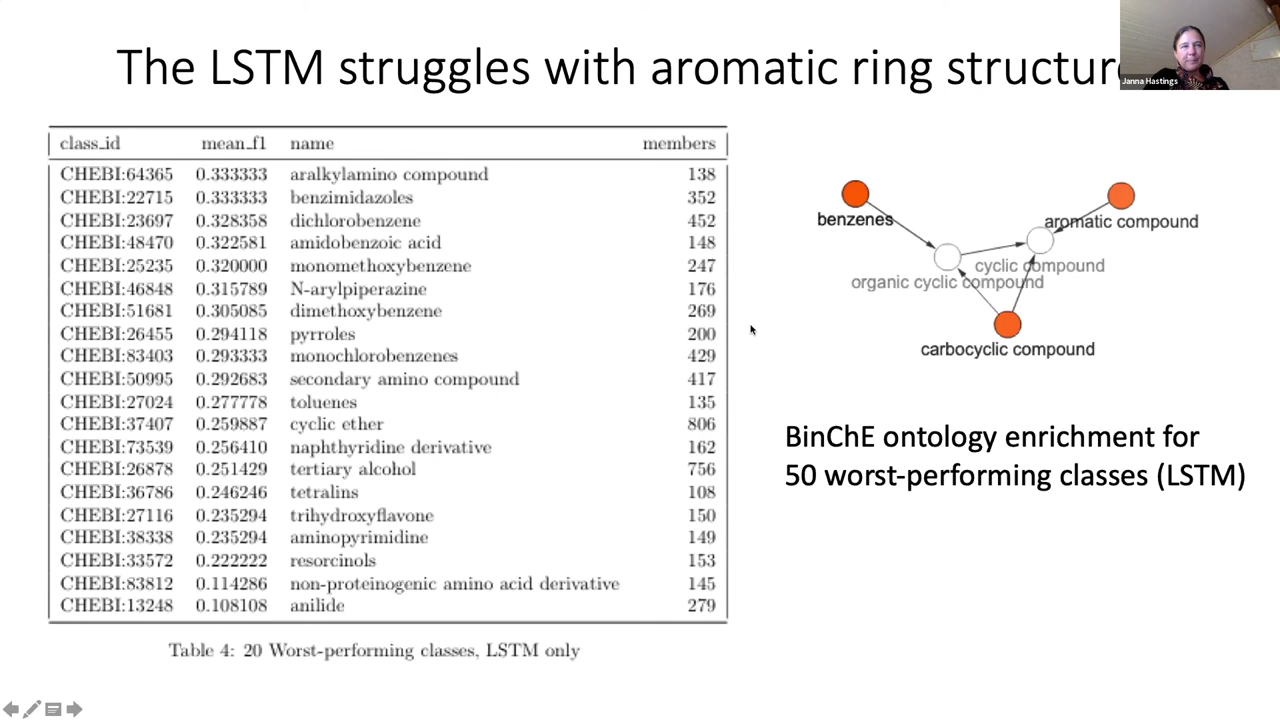 The LSTM struggles with aromatic ring structur
Janna Hastings
class_id mean_f1 name members
CHEBI:64365 0.333333 aralkylamino compound 138
CHEBI:22715 0.333333 benzimidazoles 352
CHEBI:23697 0.328358 dichlorobenzene 452
CHEBI:48470 0.322581 amidobenzoic acid 148
CHEBI:25235 0.320000 monomethoxybenzene 247
CHEBI:46848 0.315789 N-arylpiperazine 176
CHEBI:51681 0.305085 dimethoxybenzene 269
CHEBI:26455 0.294118 pyrroles 200
CHEBI:83403 0.293333 monochlorobenzenes 429
CHEBI:50995 0.292683 secondary amino compound 417
CHEBI:27024 0.277778 toluenes 135
CHEBI:37407 0.259887 cyclic ether 806
CHEBI:73539 0.256410 naphthyridine derivative 162
CHEBI:26878 0.251429 tertiary alcohol 756
CHEBI:36786 0.246246 tetralins 108
CHEBI:27116 0.235294 trihydroxyflavone 150
CHEBI:38338 0.235294 aminopyrimidine 149
CHEBI:33572 0.222222 resorcinols 153
CHEBI:83812 0.114286 non-proteinogenic amino acid derivative 145
CHEBI:13248 0.108108 anilide 279
Table 4: 20 Worst-performing classes, LSTM only
benzenes
aromatic compound
cyclic compound
organic cyclic compound
carbocyclic compound
BinChE ontology enrichment for
50 worst-performing classes (LSTM)